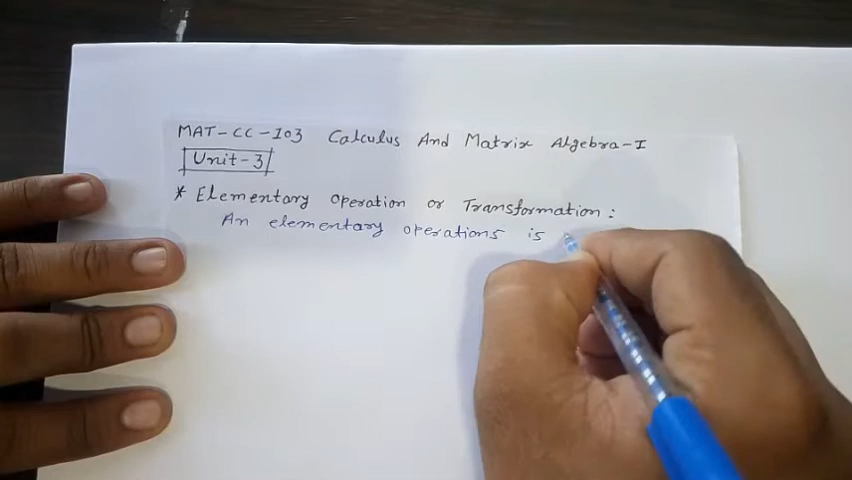 MAT-CC-103 Calculus And Matrix Algebra-I
Unit-3
* Elementary Operation or Transformation:
An elementary operations is